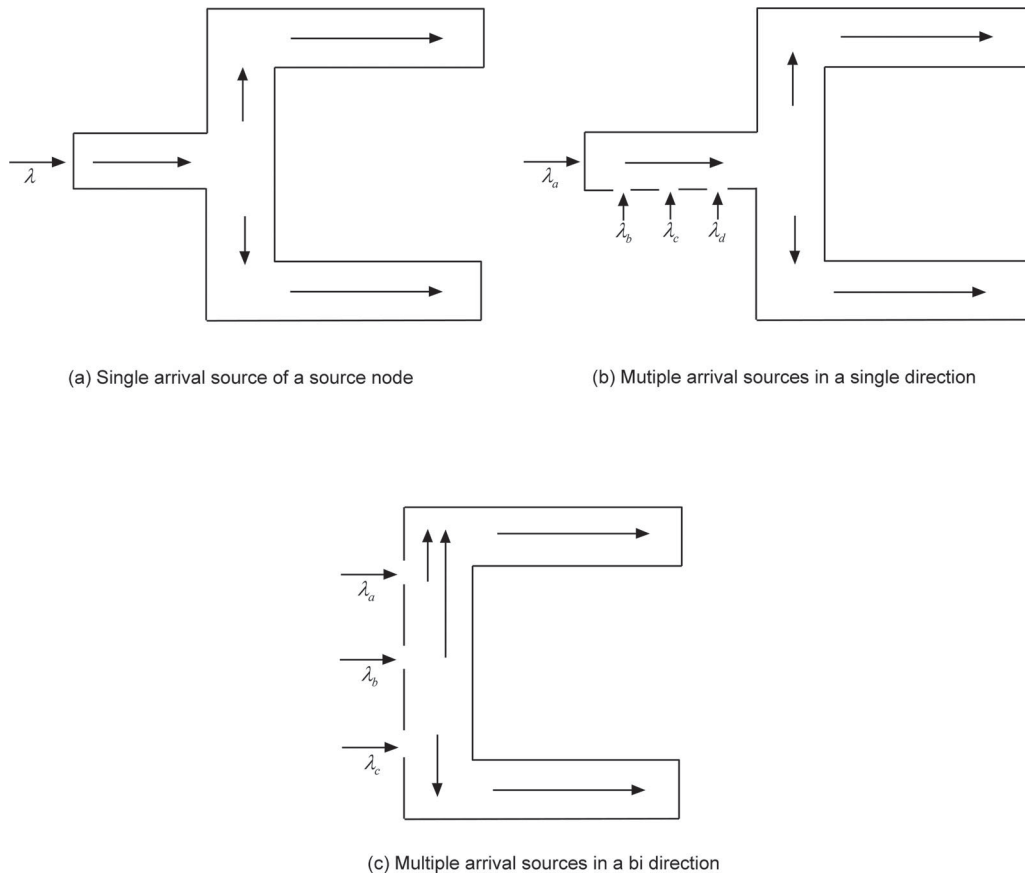 λ
(a) Single arrival source of a source node
λa
λb λc λd
(b) Mutiple arrival sources in a single direction
λa
λb
λc
(c) Multiple arrival sources in a bi direction